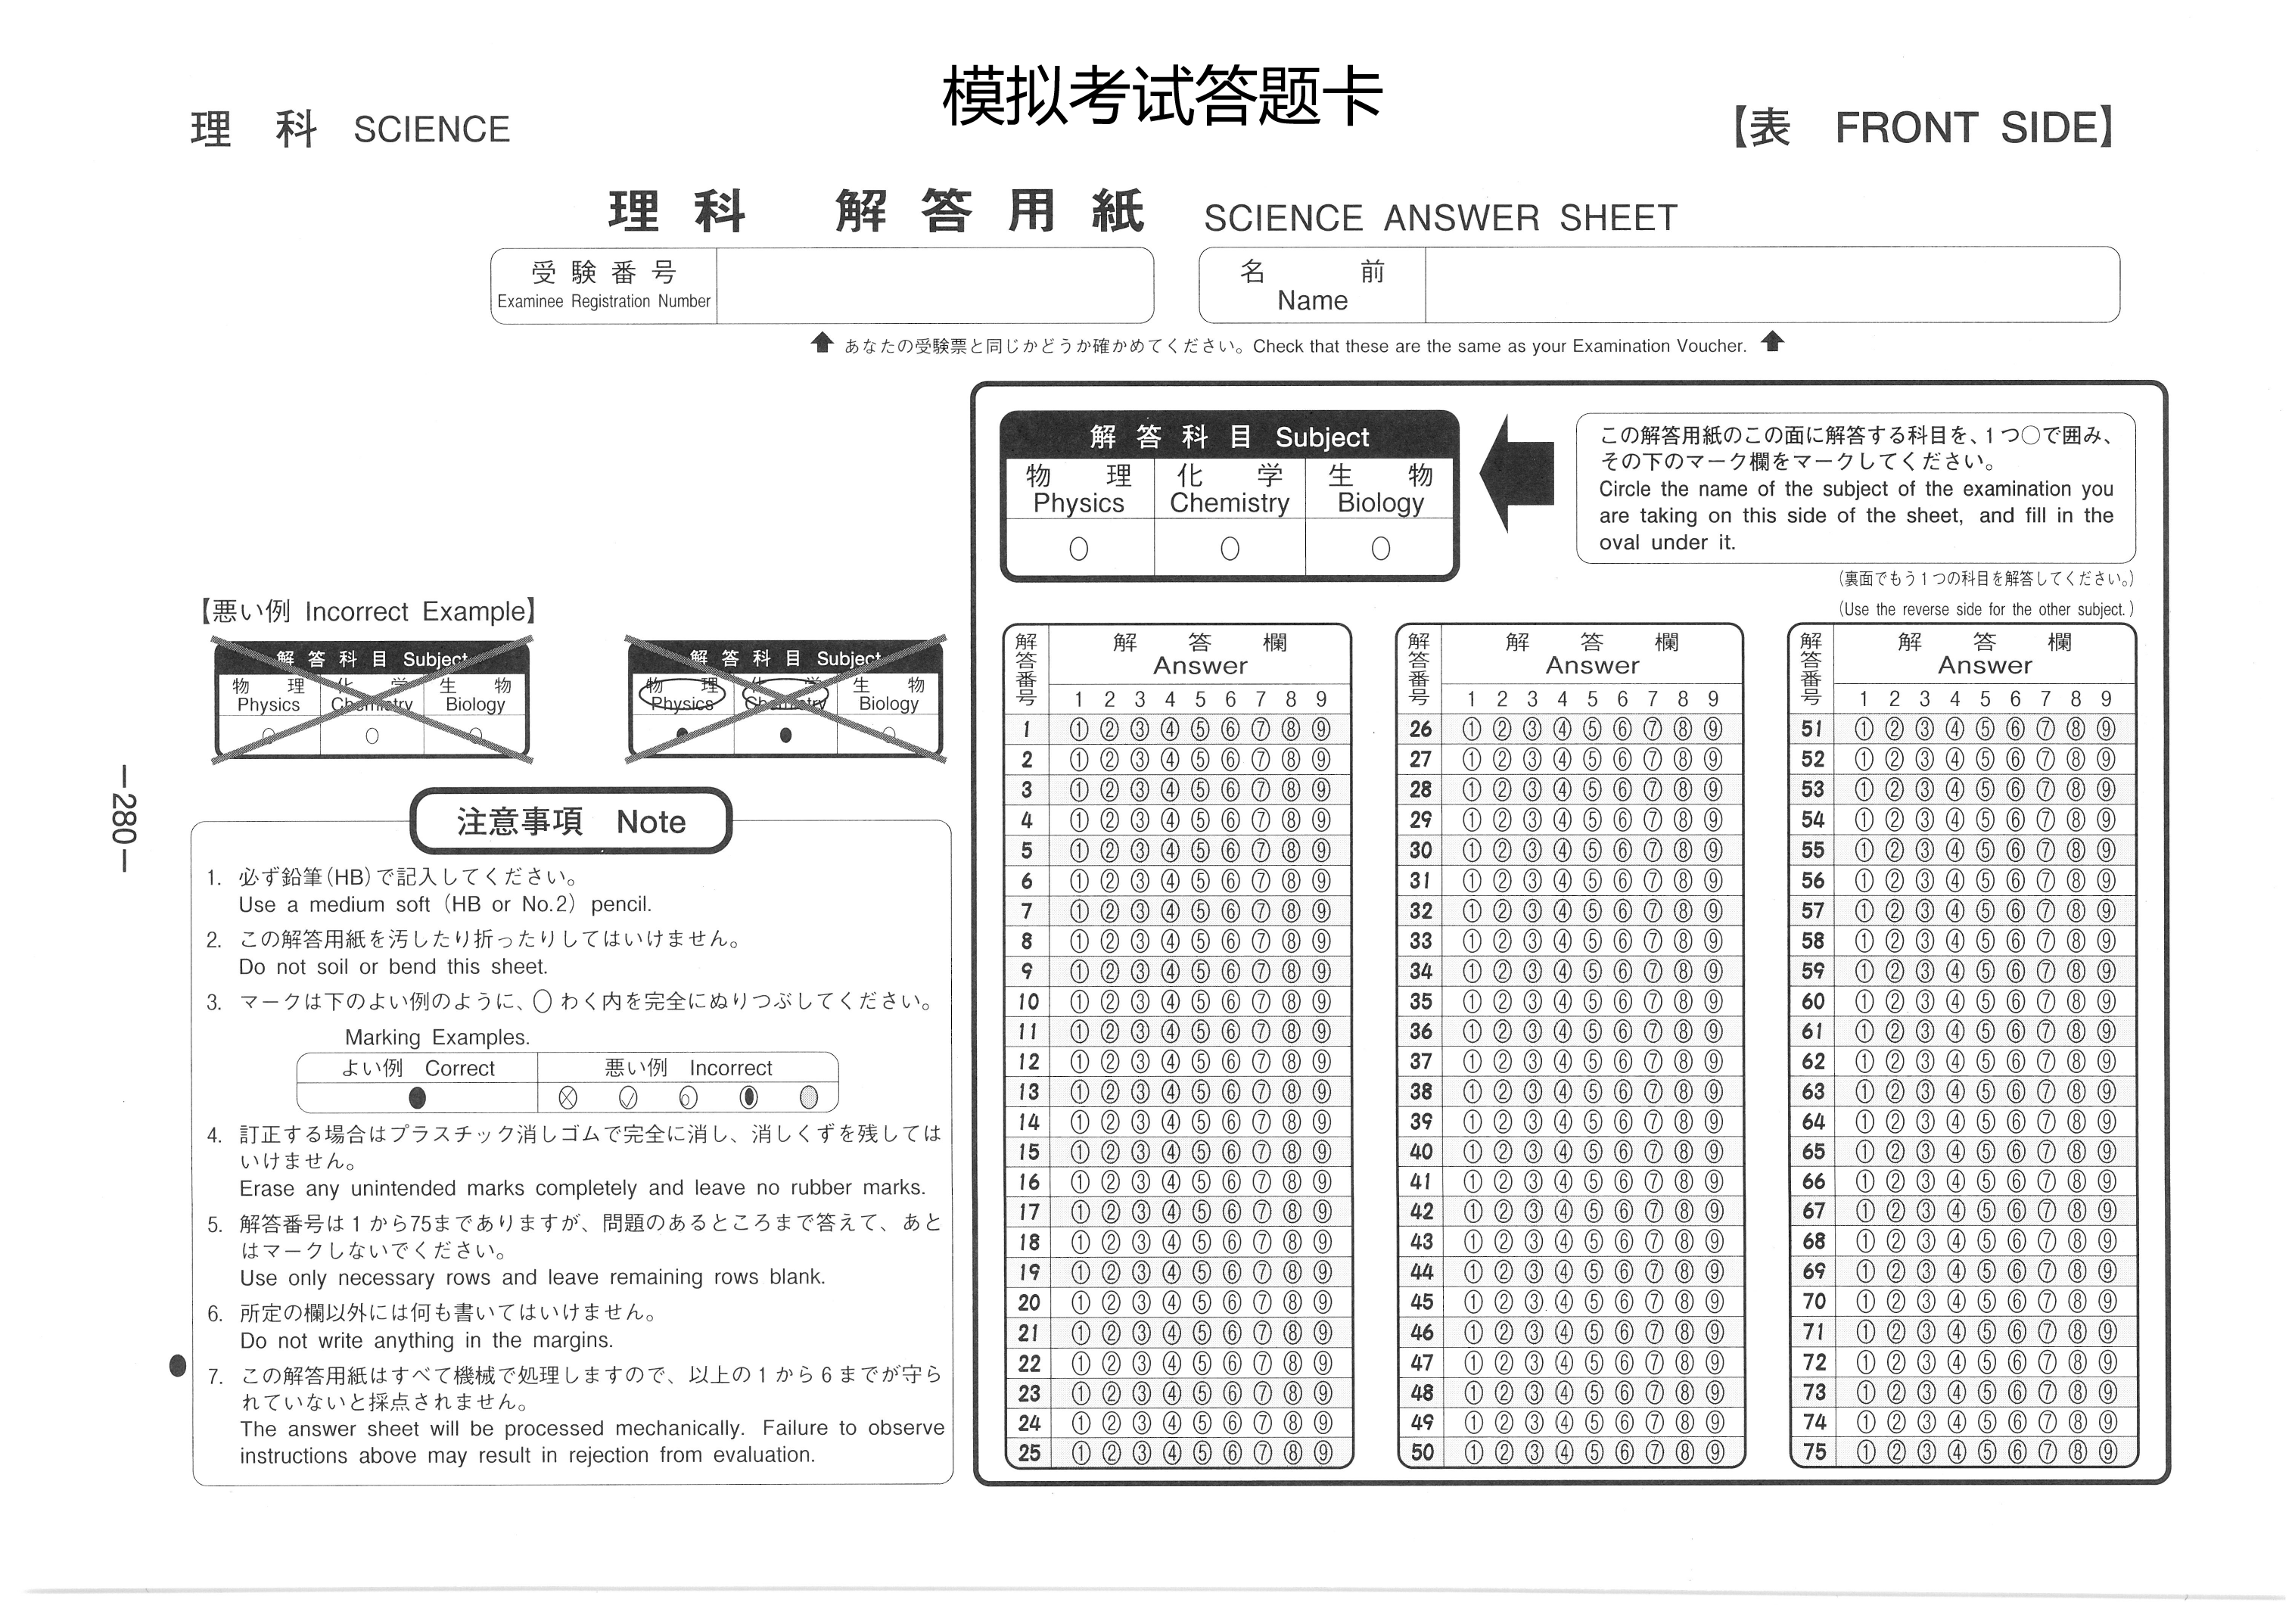 模拟考试答题卡
理 科 SCIENCE
【表 FRONT SIDE】
理 科 解 答 用 紙 SCIENCE ANSWER SHEET
受 験 番 号
Examinee Registration Number
名 前
Name
あなたの受験票と同じかどうか確かめてください。Check that these are the same as your Examination Voucher.
解 答 科 目 Subject
物 理 化 学 生 物
Physics Chemistry Biology
この解答用紙のこの面に解答する科目を、1つ○で囲み、
その下のマーク欄をマークしてください。
Circle the name of the subject of the examination you
are taking on this side of the sheet, and fill in the
oval under it.
(裏面でもう1つの科目を解答してください。)
(Use the reverse side for the other subject.)
【悪い例 Incorrect Example】
解 答 科 目 Subject
物 理 化 学 生 物
Physics Chemistry Biology
解 答 科 目 Subject
物 理 化 学 生 物
Physics Chemistry Biology
注意事項 Note
1. 必ず鉛筆(HB)で記入してください。
Use a medium soft (HB or No.2) pencil.
2. この解答用紙を汚したり折ったりしてはいけません。
Do not soil or bend this sheet.
3. マークは下のよい例のように、○わく内を完全にぬりつぶしてください。
Marking Examples.
よい例 Correct 悪い例 Incorrect
4. 訂正する場合はプラスチック消しゴムで完全に消し、消しくずを残しては
いけません。
Erase any unintended marks completely and leave no rubber marks.
5. 解答番号は1から75までありますが、問題のあるところまで答えて、あと
はマークしないでください。
Use only necessary rows and leave remaining rows blank.
6. 所定の欄以外には何も書いてはいけません。
Do not write anything in the margins.
7. この解答用紙はすべて機械で処理しますので、以上の1から6までが守ら
れていないと採点されません。
The answer sheet will be processed mechanically. Failure to observe
instructions above may result in rejection from evaluation.
—280—
解答番号 解 答 欄
Answer
1 2 3 4 5 6 7 8 9
1 ① ② ③ ④ ⑤ ⑥ ⑦ ⑧ ⑨
2 ① ② ③ ④ ⑤ ⑥ ⑦ ⑧ ⑨
3 ① ② ③ ④ ⑤ ⑥ ⑦ ⑧ ⑨
4 ① ② ③ ④ ⑤ ⑥ ⑦ ⑧ ⑨
5 ① ② ③ ④ ⑤ ⑥ ⑦ ⑧ ⑨
6 ① ② ③ ④ ⑤ ⑥ ⑦ ⑧ ⑨
7 ① ② ③ ④ ⑤ ⑥ ⑦ ⑧ ⑨
8 ① ② ③ ④ ⑤ ⑥ ⑦ ⑧ ⑨
9 ① ② ③ ④ ⑤ ⑥ ⑦ ⑧ ⑨
10 ① ② ③ ④ ⑤ ⑥ ⑦ ⑧ ⑨
11 ① ② ③ ④ ⑤ ⑥ ⑦ ⑧ ⑨
12 ① ② ③ ④ ⑤ ⑥ ⑦ ⑧ ⑨
13 ① ② ③ ④ ⑤ ⑥ ⑦ ⑧ ⑨
14 ① ② ③ ④ ⑤ ⑥ ⑦ ⑧ ⑨
15 ① ② ③ ④ ⑤ ⑥ ⑦ ⑧ ⑨
16 ① ② ③ ④ ⑤ ⑥ ⑦ ⑧ ⑨
17 ① ② ③ ④ ⑤ ⑥ ⑦ ⑧ ⑨
18 ① ② ③ ④ ⑤ ⑥ ⑦ ⑧ ⑨
19 ① ② ③ ④ ⑤ ⑥ ⑦ ⑧ ⑨
20 ① ② ③ ④ ⑤ ⑥ ⑦ ⑧ ⑨
21 ① ② ③ ④ ⑤ ⑥ ⑦ ⑧ ⑨
22 ① ② ③ ④ ⑤ ⑥ ⑦ ⑧ ⑨
23 ① ② ③ ④ ⑤ ⑥ ⑦ ⑧ ⑨
24 ① ② ③ ④ ⑤ ⑥ ⑦ ⑧ ⑨
25 ① ② ③ ④ ⑤ ⑥ ⑦ ⑧ ⑨
解答番号 解 答 欄
Answer
1 2 3 4 5 6 7 8 9
26 ① ② ③ ④ ⑤ ⑥ ⑦ ⑧ ⑨
27 ① ② ③ ④ ⑤ ⑥ ⑦ ⑧ ⑨
28 ① ② ③ ④ ⑤ ⑥ ⑦ ⑧ ⑨
29 ① ② ③ ④ ⑤ ⑥ ⑦ ⑧ ⑨
30 ① ② ③ ④ ⑤ ⑥ ⑦ ⑧ ⑨
31 ① ② ③ ④ ⑤ ⑥ ⑦ ⑧ ⑨
32 ① ② ③ ④ ⑤ ⑥ ⑦ ⑧ ⑨
33 ① ② ③ ④ ⑤ ⑥ ⑦ ⑧ ⑨
34 ① ② ③ ④ ⑤ ⑥ ⑦ ⑧ ⑨
35 ① ② ③ ④ ⑤ ⑥ ⑦ ⑧ ⑨
36 ① ② ③ ④ ⑤ ⑥ ⑦ ⑧ ⑨
37 ① ② ③ ④ ⑤ ⑥ ⑦ ⑧ ⑨
38 ① ② ③ ④ ⑤ ⑥ ⑦ ⑧ ⑨
39 ① ② ③ ④ ⑤ ⑥ ⑦ ⑧ ⑨
40 ① ② ③ ④ ⑤ ⑥ ⑦ ⑧ ⑨
41 ① ② ③ ④ ⑤ ⑥ ⑦ ⑧ ⑨
42 ① ② ③ ④ ⑤ ⑥ ⑦ ⑧ ⑨
43 ① ② ③ ④ ⑤ ⑥ ⑦ ⑧ ⑨
44 ① ② ③ ④ ⑤ ⑥ ⑦ ⑧ ⑨
45 ① ② ③ ④ ⑤ ⑥ ⑦ ⑧ ⑨
46 ① ② ③ ④ ⑤ ⑥ ⑦ ⑧ ⑨
47 ① ② ③ ④ ⑤ ⑥ ⑦ ⑧ ⑨
48 ① ② ③ ④ ⑤ ⑥ ⑦ ⑧ ⑨
49 ① ② ③ ④ ⑤ ⑥ ⑦ ⑧ ⑨
50 ① ② ③ ④ ⑤ ⑥ ⑦ ⑧ ⑨
解答番号 解 答 欄
Answer
1 2 3 4 5 6 7 8 9
51 ① ② ③ ④ ⑤ ⑥ ⑦ ⑧ ⑨
52 ① ② ③ ④ ⑤ ⑥ ⑦ ⑧ ⑨
53 ① ② ③ ④ ⑤ ⑥ ⑦ ⑧ ⑨
54 ① ② ③ ④ ⑤ ⑥ ⑦ ⑧ ⑨
55 ① ② ③ ④ ⑤ ⑥ ⑦ ⑧ ⑨
56 ① ② ③ ④ ⑤ ⑥ ⑦ ⑧ ⑨
57 ① ② ③ ④ ⑤ ⑥ ⑦ ⑧ ⑨
58 ① ② ③ ④ ⑤ ⑥ ⑦ ⑧ ⑨
59 ① ② ③ ④ ⑤ ⑥ ⑦ ⑧ ⑨
60 ① ② ③ ④ ⑤ ⑥ ⑦ ⑧ ⑨
61 ① ② ③ ④ ⑤ ⑥ ⑦ ⑧ ⑨
62 ① ② ③ ④ ⑤ ⑥ ⑦ ⑧ ⑨
63 ① ② ③ ④ ⑤ ⑥ ⑦ ⑧ ⑨
64 ① ② ③ ④ ⑤ ⑥ ⑦ ⑧ ⑨
65 ① ② ③ ④ ⑤ ⑥ ⑦ ⑧ ⑨
66 ① ② ③ ④ ⑤ ⑥ ⑦ ⑧ ⑨
67 ① ② ③ ④ ⑤ ⑥ ⑦ ⑧ ⑨
68 ① ② ③ ④ ⑤ ⑥ ⑦ ⑧ ⑨
69 ① ② ③ ④ ⑤ ⑥ ⑦ ⑧ ⑨
70 ① ② ③ ④ ⑤ ⑥ ⑦ ⑧ ⑨
71 ① ② ③ ④ ⑤ ⑥ ⑦ ⑧ ⑨
72 ① ② ③ ④ ⑤ ⑥ ⑦ ⑧ ⑨
73 ① ② ③ ④ ⑤ ⑥ ⑦ ⑧ ⑨
74 ① ② ③ ④ ⑤ ⑥ ⑦ ⑧ ⑨
75 ① ② ③ ④ ⑤ ⑥ ⑦ ⑧ ⑨